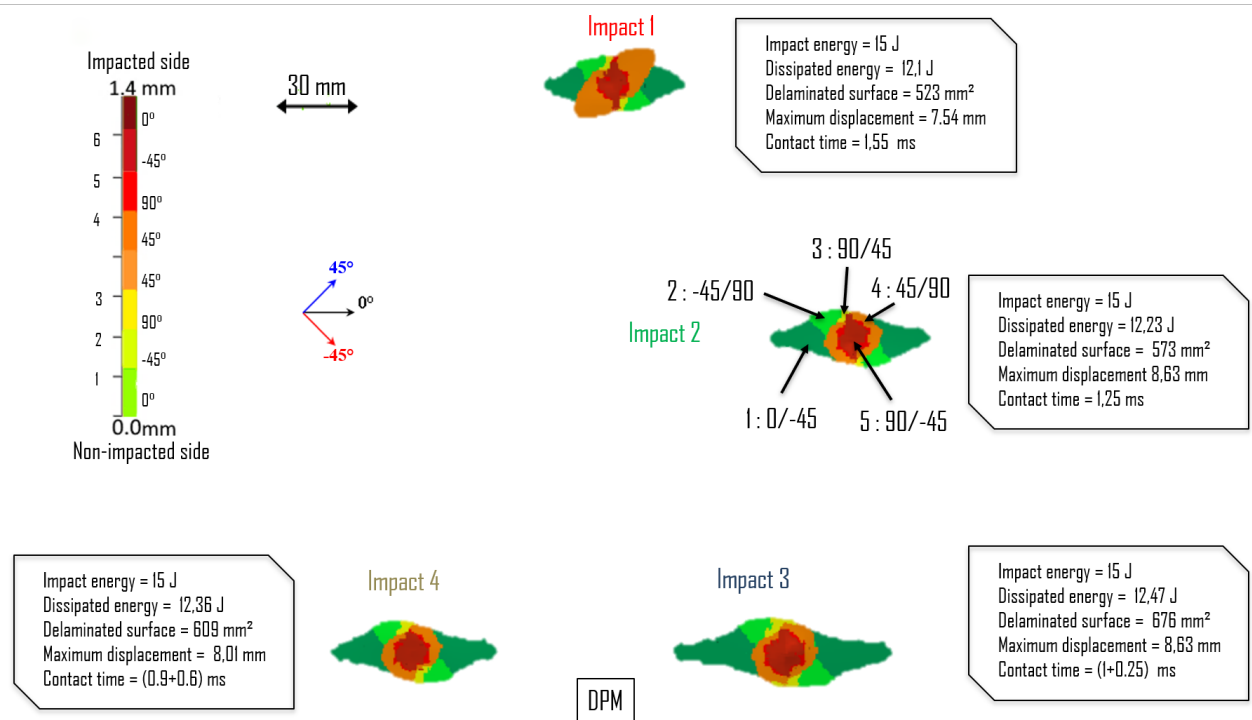 Impact 1
Impact energy = 15 J
Dissipated energy = 12,1 J
Delaminated surface = 523 mm²
Maximum displacement = 7.54 mm
Contact time = 1,55 ms
Impacted side
1.4 mm
0°
6
-45°
5
90°
4
45°
45°
3
90°
2
-45°
1
0°
0.0mm
Non-impacted side
30 mm
45°
0°
-45°
3 : 90/45
2 : -45/90
4 : 45/90
Impact 2
1 : 0/-45
5 : 90/-45
Impact energy = 15 J
Dissipated energy = 12,23 J
Delaminated surface = 573 mm²
Maximum displacement 8,63 mm
Contact time = 1,25 ms
Impact energy = 15 J
Dissipated energy = 12,36 J
Delaminated surface = 609 mm²
Maximum displacement = 8,01 mm
Contact time = (0.9+0.6) ms
Impact 4
Impact 3
Impact energy = 15 J
Dissipated energy = 12,47 J
Delaminated surface = 676 mm²
Maximum displacement = 8,63 mm
Contact time = (1+0.25) ms
DPM